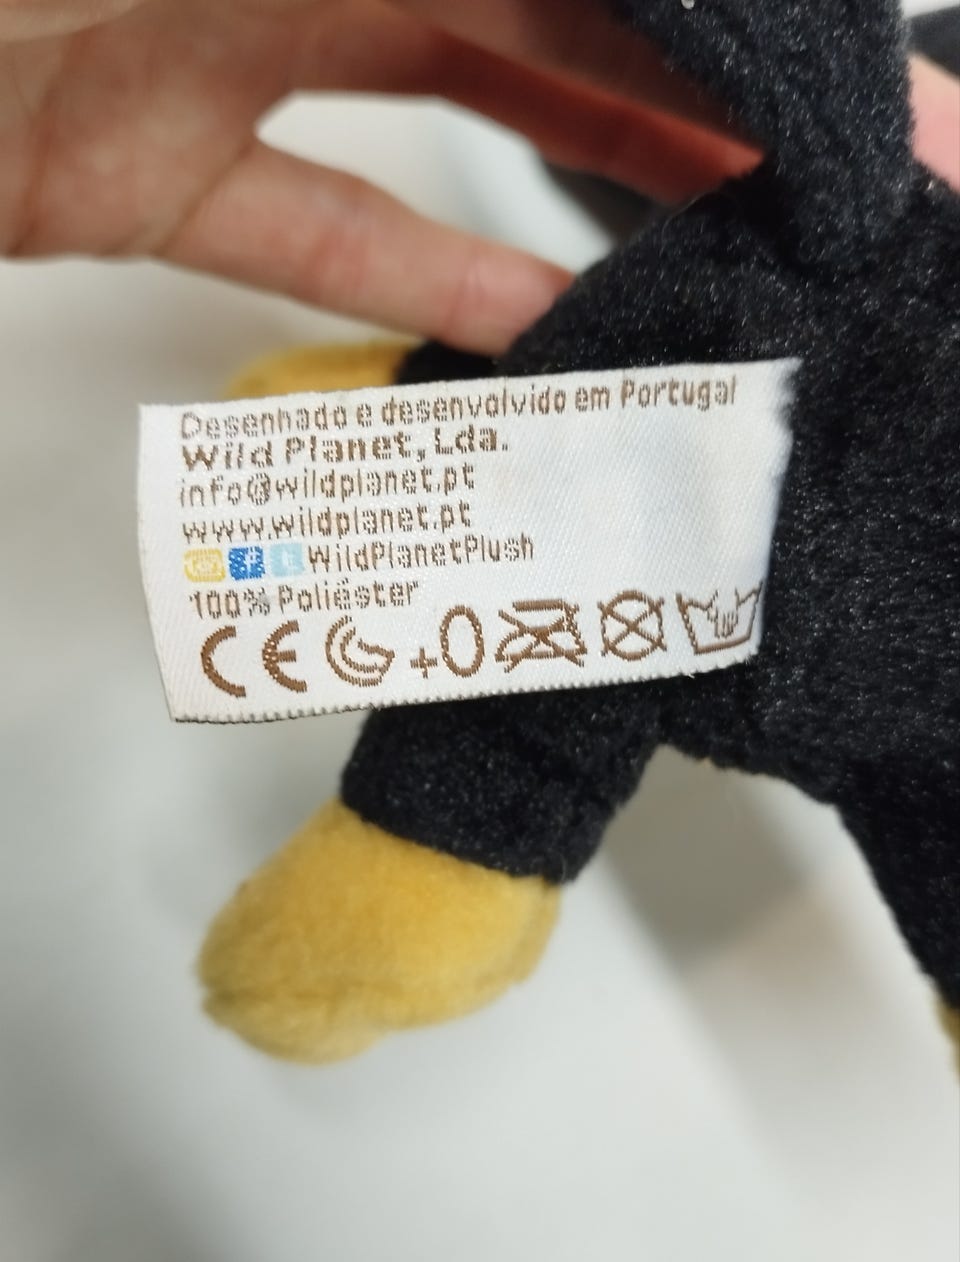 Desenhado e desenvolvido em Portugal
Wild Planet, Lda.
info@wildplanet.pt
www.wildplanet.pt
WildPlanetPlush
100% Poliéster
CE +0